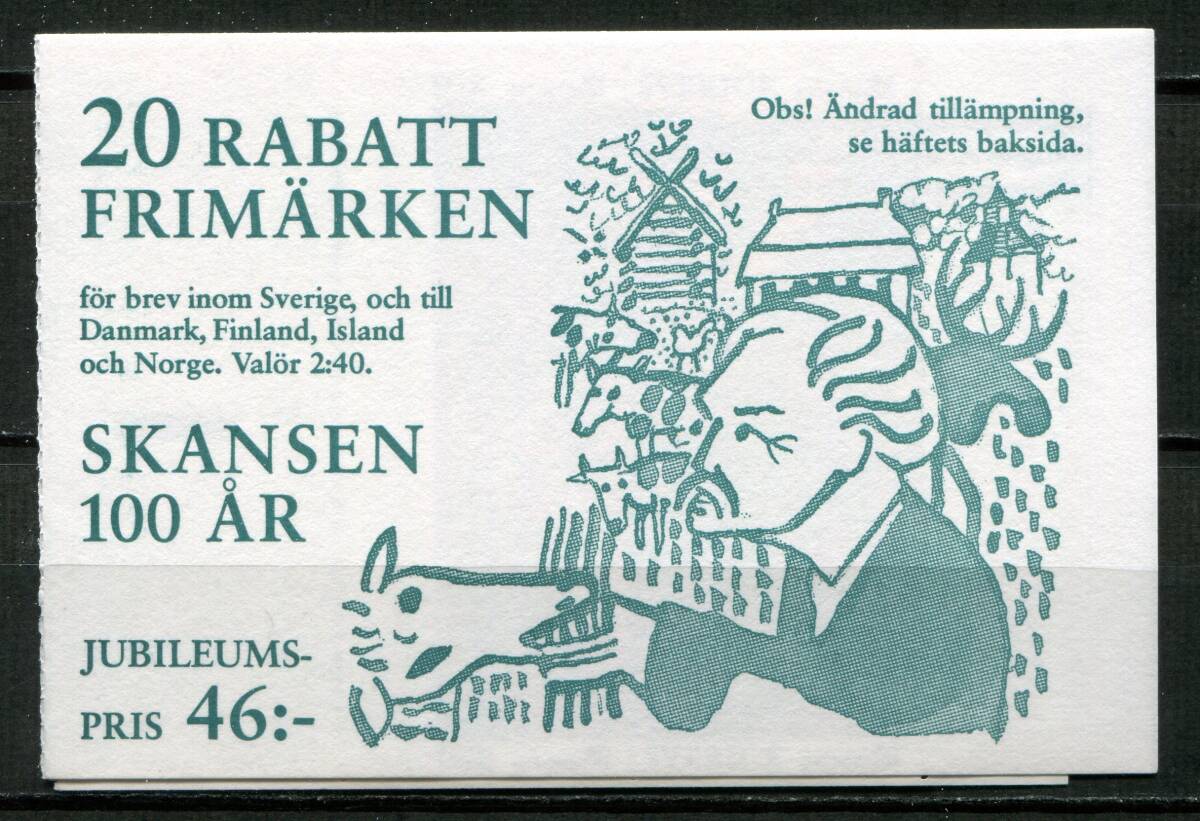 20 RABATT
FRIMÄRKEN
för brev inom Sverige, och till
Danmark, Finland, Island
och Norge. Valör 2:40.
SKANSEN
100 ÅR
JUBILEUMS-
PRIS 46:-
Obs! Ändrad tillämpning,
se häftets baksida.